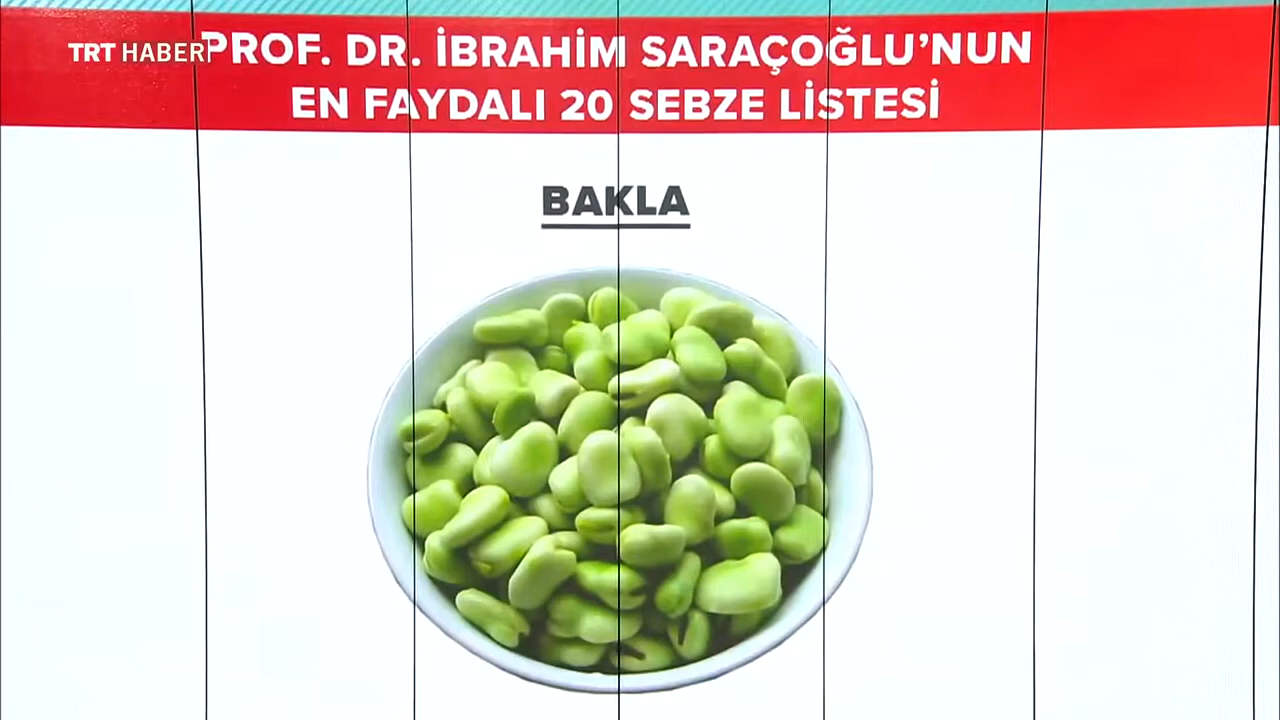 TRT HABER
PROF. DR. İBRAHİM SARAÇOĞLU'NUN
EN FAYDALI 20 SEBZE LİSTESİ
BAKLA